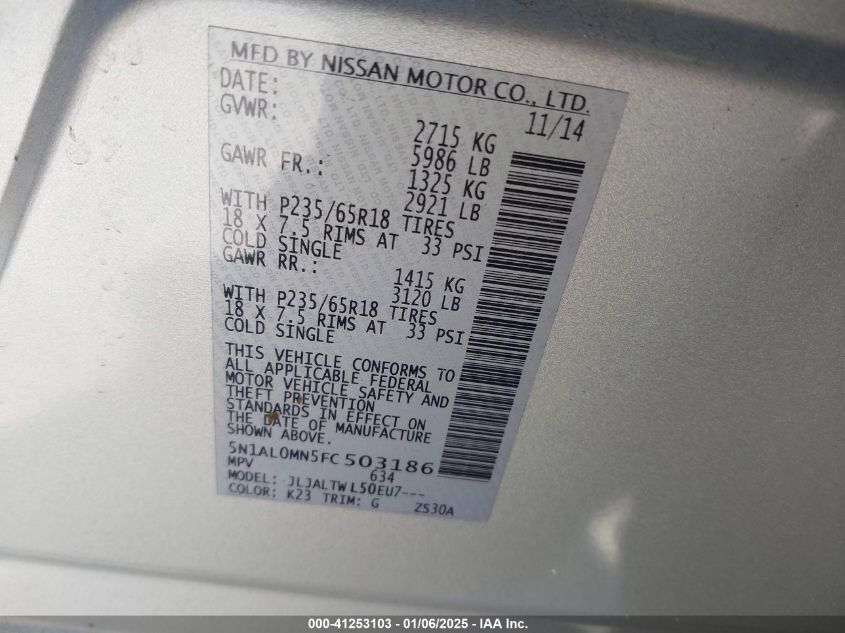 MFD BY NISSAN MOTOR CO., LTD.
DATE: 11/14
GVWR: 2715 KG
5986 LB
GAWR FR.: 1325 KG
2921 LB
WITH P235/65R18 TIRES
18 X 7.5 RIMS AT 33 PSI
COLD SINGLE
GAWR RR.: 1415 KG
3120 LB
WITH P235/65R18 TIRES
18 X 7.5 RIMS AT 33 PSI
COLD SINGLE
THIS VEHICLE CONFORMS TO
ALL APPLICABLE FEDERAL
MOTOR VEHICLE SAFETY AND
THEFT PREVENTION
STANDARDS IN EFFECT ON
THE DATE OF MANUFACTURE
SHOWN ABOVE.
5N1AL0MN5FC503186
MPV 634
MODEL: JLJALTWL50EU7---
COLOR: K23 TRIM: G ZS30A
000-41253103 - 01/06/2025 - IAA Inc.